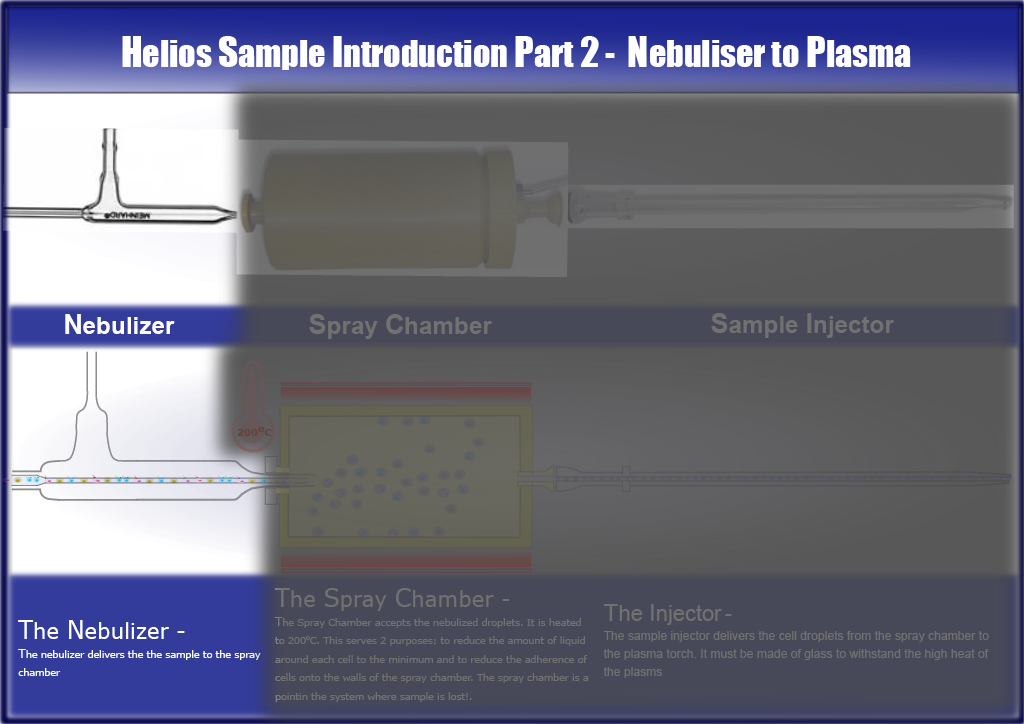 Helios Sample Introduction Part 2 - Nebuliser to Plasma
MEINHARD®
Nebulizer
Spray Chamber
Sample Injector
200°C
The Nebulizer -
The nebulizer delivers the the sample to the spray
chamber
The Spray Chamber -
The Spray Chamber accepts the nebulized droplets. It is heated
to 200°C. This serves 2 purposes; to reduce the amount of liquid
around each cell to the minimum and to reduce the adherence of
cells onto the walls of the spray chamber. The spray chamber is a
pointin the system where sample is lost!.
The Injector -
The sample injector delivers the cell droplets from the spray chamber to
the plasma torch. It must be made of glass to withstand the high heat of
the plasms